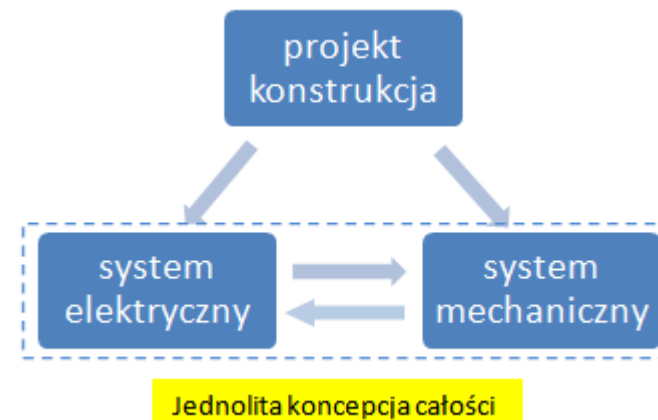 projekt
konstrukcja
system
elektryczny
system
mechaniczny
Jednolita koncepcja całości